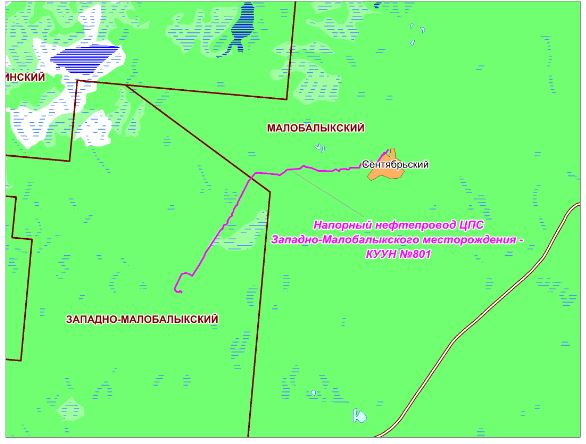 ИНСКИЙ
МАЛОБАЛЫКСКИЙ
Сентябрьский
Напорный нефтепровод ЦПС
Западно-Малобалыкского месторождения -
КУУН №801
ЗАПАДНО-МАЛОБАЛЫКСКИЙ